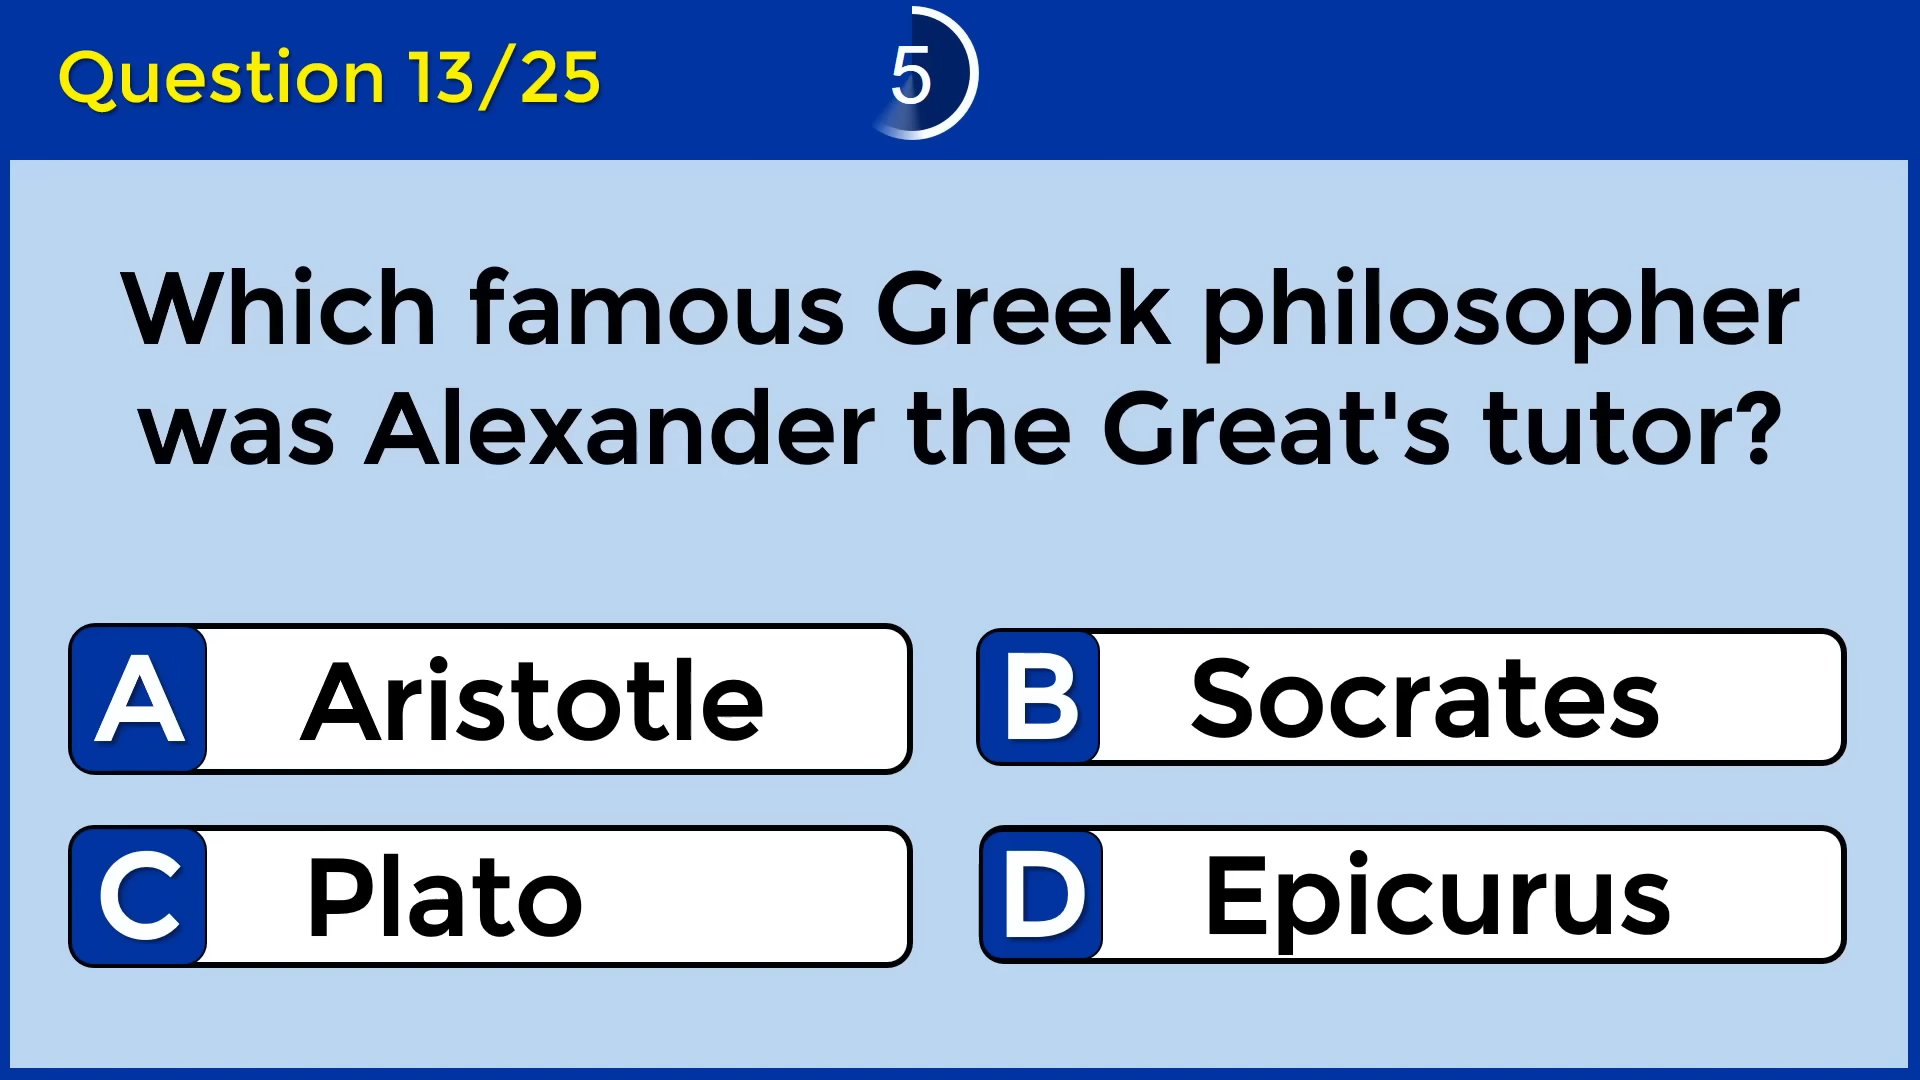 Question 13/25
5
Which famous Greek philosopher
was Alexander the Great's tutor?
A Aristotle
B Socrates
C Plato
D Epicurus